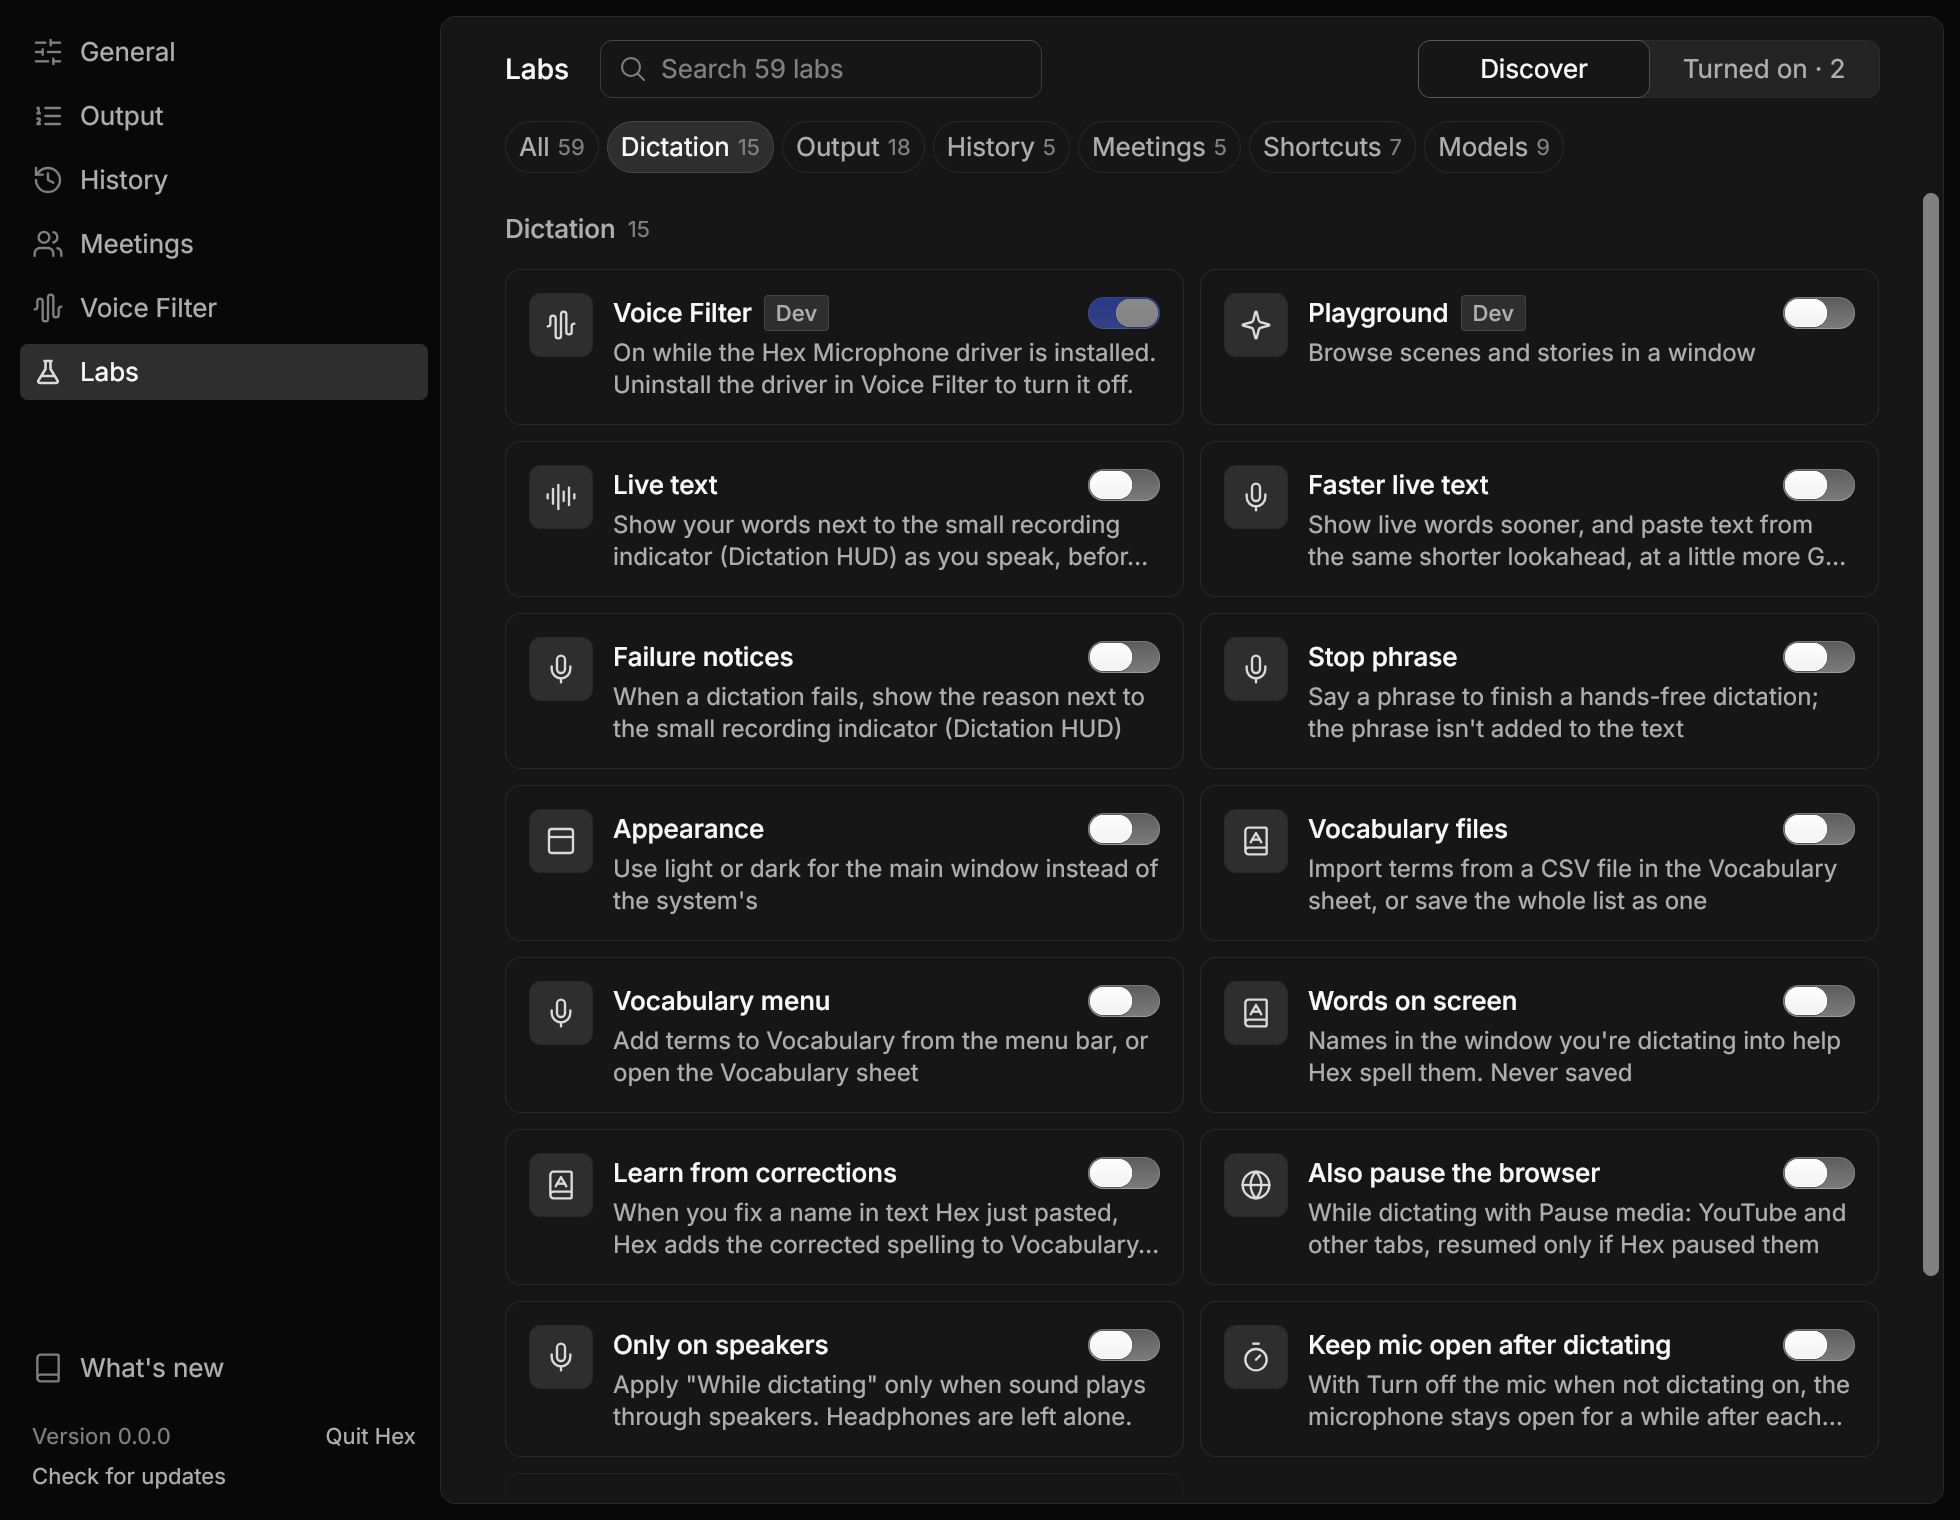 General
Output
History
Meetings
Voice Filter
Labs
What's new
Version 0.0.0
Quit Hex
Check for updates
Labs
Search 59 labs
Discover
Turned on · 2
All 59
Dictation 15
Output 18
History 5
Meetings 5
Shortcuts 7
Models 9
Dictation 15
Voice Filter Dev
On while the Hex Microphone driver is installed.
Uninstall the driver in Voice Filter to turn it off.
Playground Dev
Browse scenes and stories in a window
Live text
Show your words next to the small recording
indicator (Dictation HUD) as you speak, befor...
Faster live text
Show live words sooner, and paste text from
the same shorter lookahead, at a little more G...
Failure notices
When a dictation fails, show the reason next to
the small recording indicator (Dictation HUD)
Stop phrase
Say a phrase to finish a hands-free dictation;
the phrase isn't added to the text
Appearance
Use light or dark for the main window instead of
the system's
Vocabulary files
Import terms from a CSV file in the Vocabulary
sheet, or save the whole list as one
Vocabulary menu
Add terms to Vocabulary from the menu bar, or
open the Vocabulary sheet
Words on screen
Names in the window you're dictating into help
Hex spell them. Never saved
Learn from corrections
When you fix a name in text Hex just pasted,
Hex adds the corrected spelling to Vocabulary...
Also pause the browser
While dictating with Pause media: YouTube and
other tabs, resumed only if Hex paused them
Only on speakers
Apply "While dictating" only when sound plays
through speakers. Headphones are left alone.
Keep mic open after dictating
With Turn off the mic when not dictating on, the
microphone stays open for a while after each...